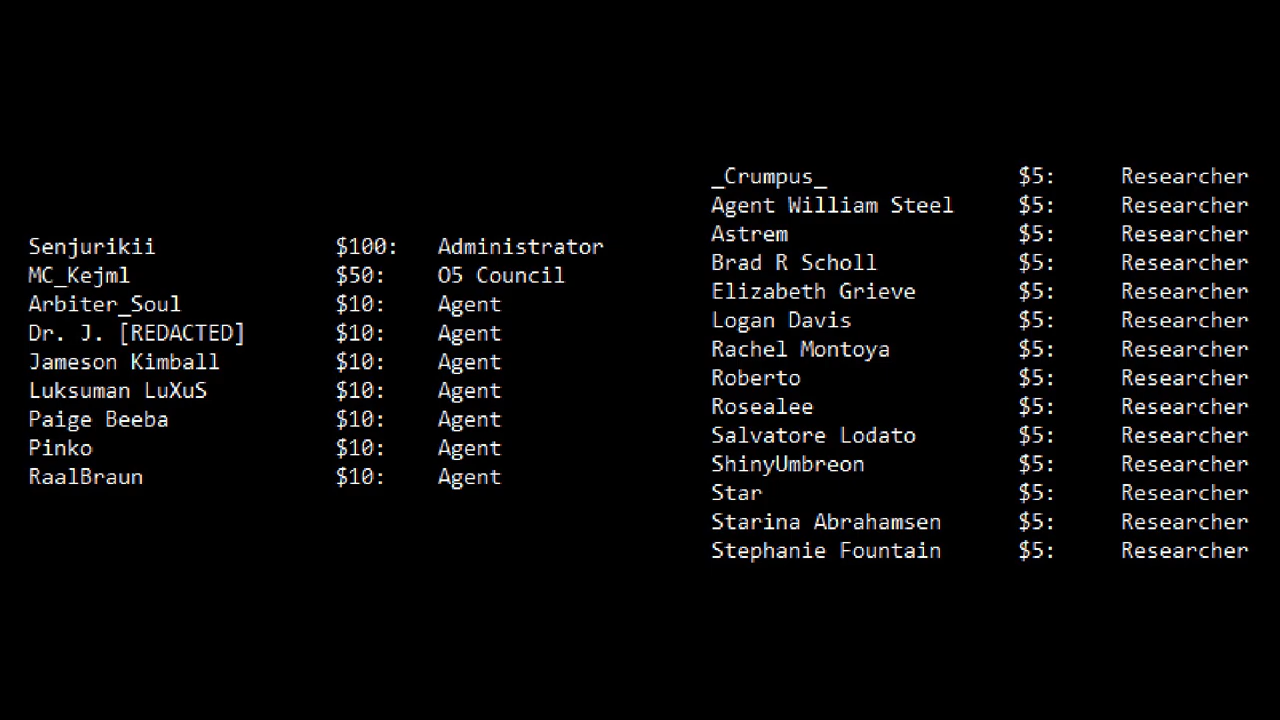 Senjurikii $100: Administrator
MC_Kejml $50: O5 Council
Arbiter_Soul $10: Agent
Dr. J. [REDACTED] $10: Agent
Jameson Kimball $10: Agent
Luksuman LuXuS $10: Agent
Paige Beeba $10: Agent
Pinko $10: Agent
RaalBraun $10: Agent
_Crumpus_ $5: Researcher
Agent William Steel $5: Researcher
Astrem $5: Researcher
Brad R Scholl $5: Researcher
Elizabeth Grieve $5: Researcher
Logan Davis $5: Researcher
Rachel Montoya $5: Researcher
Roberto $5: Researcher
Rosealee $5: Researcher
Salvatore Lodato $5: Researcher
ShinyUmbreon $5: Researcher
Star $5: Researcher
Starina Abrahamsen $5: Researcher
Stephanie Fountain $5: Researcher